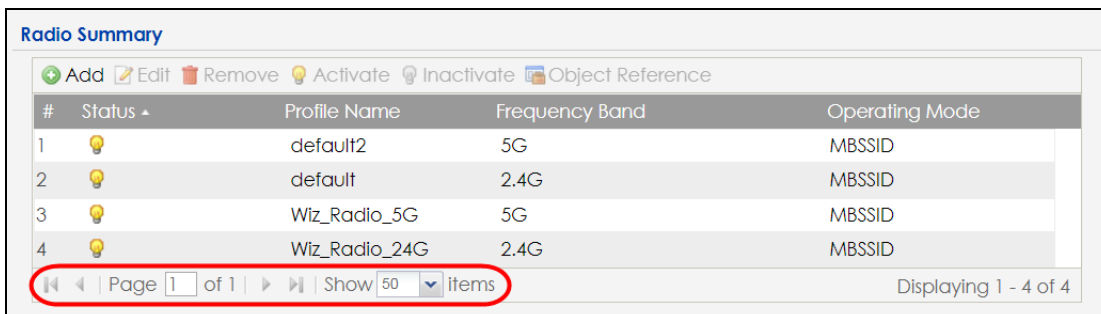 Radio Summary
Add Edit Remove Activate Inactivate Object Reference
# Status Profile Name Frequency Band Operating Mode
1 default2 5G MBSSID
2 default 2.4G MBSSID
3 Wiz_Radio_5G 5G MBSSID
4 Wiz_Radio_24G 2.4G MBSSID
Page 1 of 1 Show 50 items Displaying 1 - 4 of 4